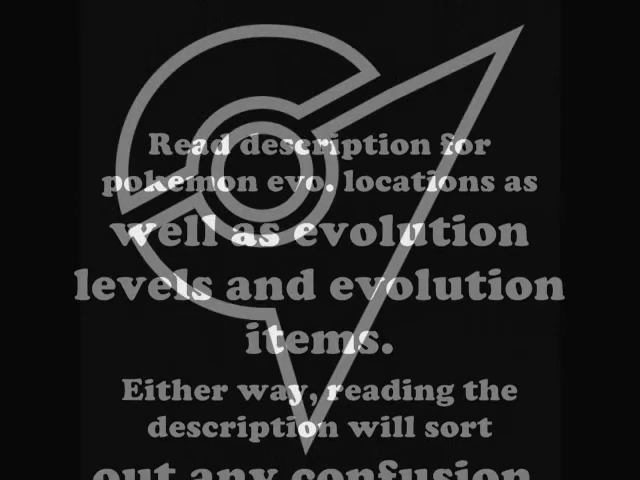 Read description for
pokemon evo. locations as
well as evolution
levels and evolution
items.
Either way, reading the
description will sort
out any confusion